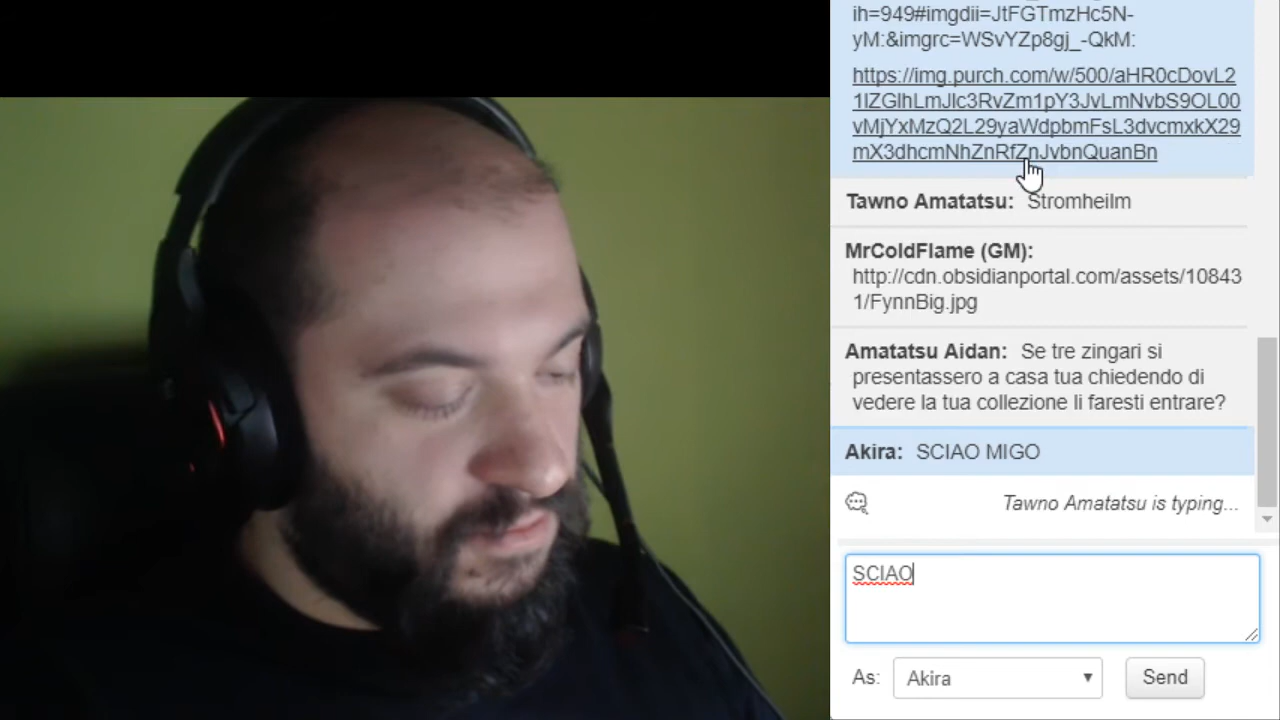 ih=949#imgdii=JtFGTmzHc5N-
yM:&imgrc=WSvYZp8gj_-QkM:
https://img.purch.com/w/500/aHR0cDovL2
1lZGlhLmJlc3RvZm1pY3JvLmNvbS9OL00
vMjYxMzQ2L29yaWdpbmFsL3dvcmxkX29
mX3dhcmNhZnRfZnJvbnQuanBn
Tawno Amatatsu: Stromheilm
MrColdFlame (GM):
http://cdn.obsidianportal.com/assets/10843
1/FynnBig.jpg
Amatatsu Aidan: Se tre zingari si
presentassero a casa tua chiedendo di
vedere la tua collezione li faresti entrare?
Akira: SCIAO MIGO
Tawno Amatatsu is typing...
SCIAO
As: Akira Send